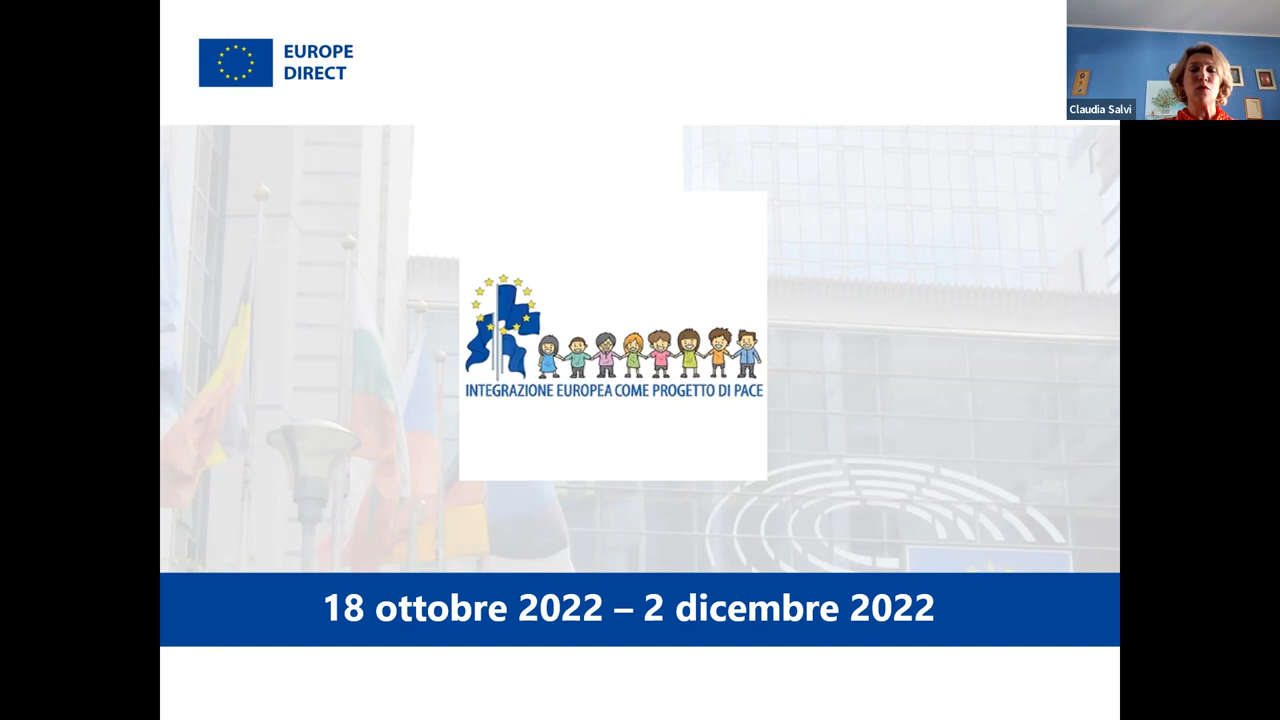 EUROPE
DIRECT
Claudia Salvi
INTEGRAZIONE EUROPEA COME PROGETTO DI PACE
18 ottobre 2022 – 2 dicembre 2022